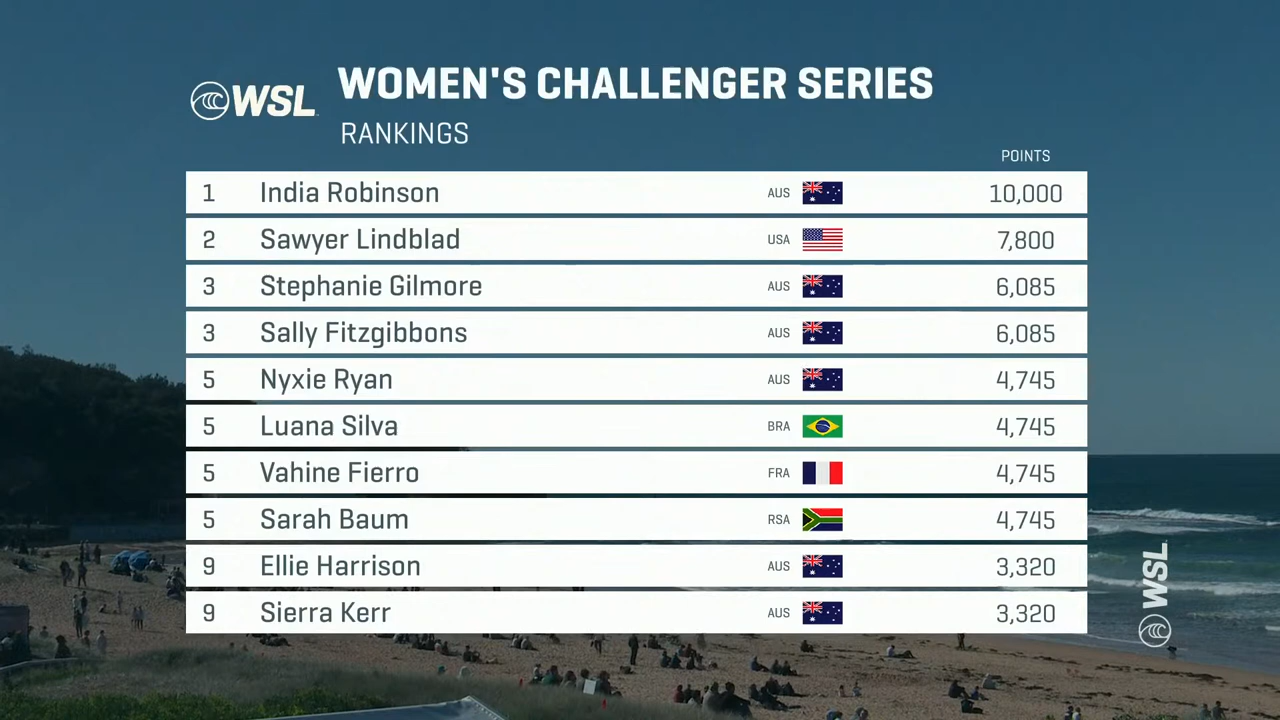 WSL
WOMEN'S CHALLENGER SERIES
RANKINGS
POINTS
1 India Robinson AUS 10,000
2 Sawyer Lindblad USA 7,800
3 Stephanie Gilmore AUS 6,085
3 Sally Fitzgibbons AUS 6,085
5 Nyxie Ryan AUS 4,745
5 Luana Silva BRA 4,745
5 Vahine Fierro FRA 4,745
5 Sarah Baum RSA 4,745
9 Ellie Harrison AUS 3,320
9 Sierra Kerr AUS 3,320
WSL